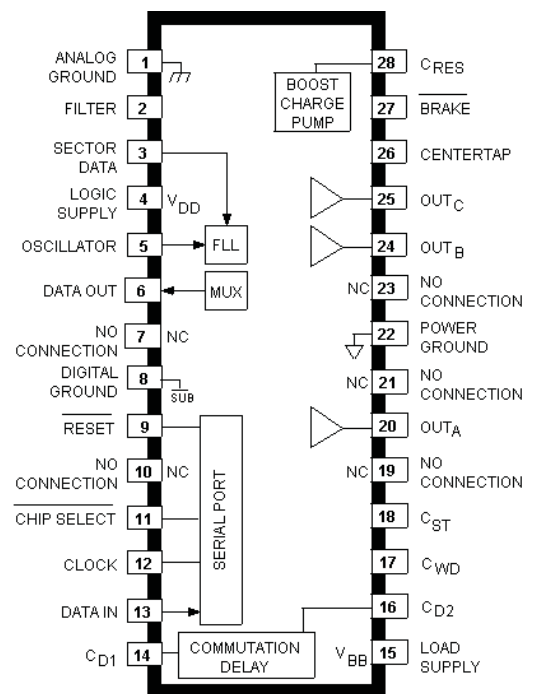 ANALOG
GROUND
1
FILTER
2
SECTOR
DATA
3
LOGIC
SUPPLY
4
VDD
OSCILLATOR
5
FLL
DATA OUT
6
MUX
NO
CONNECTION
7
NC
DIGITAL
GROUND
8
SUB
RESET
9
NO
CONNECTION
10
NC
CHIP SELECT
11
CLOCK
12
DATA IN
13
SERIAL PORT
CD1
14
COMMUTATION
DELAY
BOOST
CHARGE
PUMP
28
CRES
27
BRAKE
26
CENTERTAP
25
OUTC
24
OUTB
NC
23
NO
CONNECTION
22
POWER
GROUND
NC
21
NO
CONNECTION
20
OUTA
NC
19
NO
CONNECTION
18
CST
17
CWD
16
CD2
VBB
15
LOAD
SUPPLY